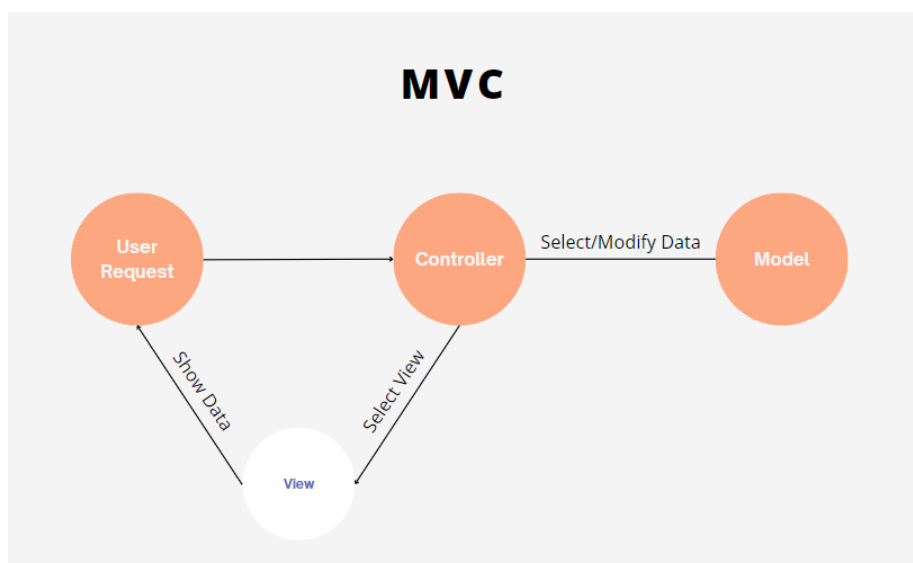 MVC
User
Request
Controller
Select/Modify Data
Model
Show Data
Select View
View